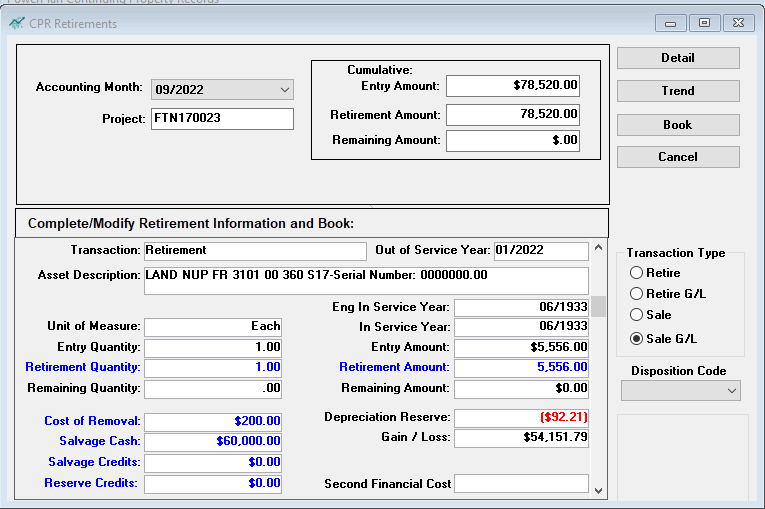 PowerPlan Continuing Property Records
CPR Retirements
Accounting Month: 09/2022
Project: FTN170023
Cumulative:
Entry Amount: $78,520.00
Retirement Amount: 78,520.00
Remaining Amount: $.00
Detail
Trend
Book
Cancel
Complete/Modify Retirement Information and Book:
Transaction: Retirement Out of Service Year: 01/2022
Asset Description: LAND NUP FR 3101 00 360 S17-Serial Number: 0000000.00
Eng In Service Year: 06/1933
Unit of Measure: Each In Service Year: 06/1933
Entry Quantity: 1.00 Entry Amount: $5,556.00
Retirement Quantity: 1.00 Retirement Amount: 5,556.00
Remaining Quantity: .00 Remaining Amount: $0.00
Cost of Removal: $200.00 Depreciation Reserve: ($92.21)
Salvage Cash: $60,000.00 Gain / Loss: $54,151.79
Salvage Credits: $0.00
Reserve Credits: $0.00 Second Financial Cost
Transaction Type
Retire
Retire G/L
Sale
Sale G/L
Disposition Code